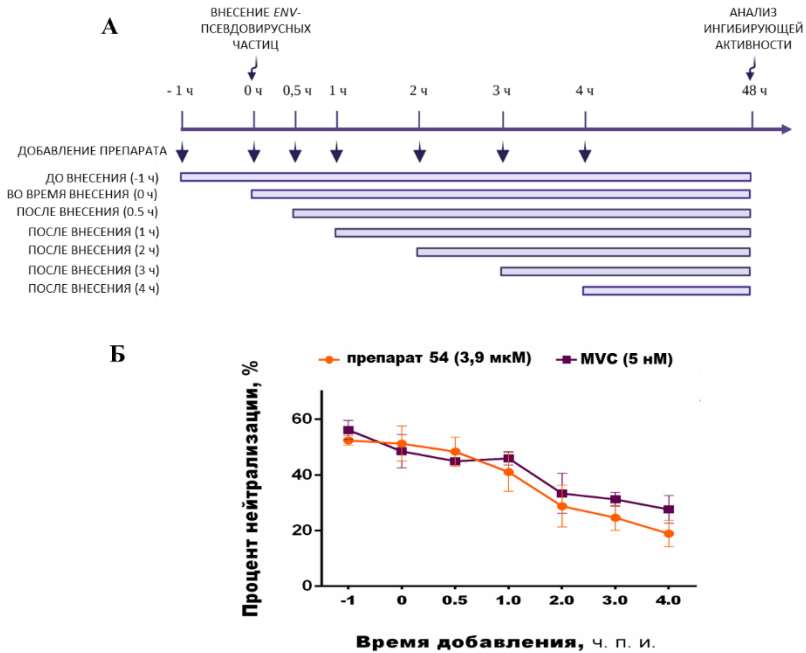 А
ВНЕСЕНИЕ ENV-
ПСЕВДОВИРУСНЫХ
ЧАСТИЦ
АНАЛИЗ
ИНГИБИРУЮЩЕЙ
АКТИВНОСТИ
- 1 ч 0 ч 0,5 ч 1 ч 2 ч 3 ч 4 ч 48 ч
ДОБАВЛЕНИЕ ПРЕПАРАТА
ДО ВНЕСЕНИЯ (-1 ч)
ВО ВРЕМЯ ВНЕСЕНИЯ (0 ч)
ПОСЛЕ ВНЕСЕНИЯ (0.5 ч)
ПОСЛЕ ВНЕСЕНИЯ (1 ч)
ПОСЛЕ ВНЕСЕНИЯ (2 ч)
ПОСЛЕ ВНЕСЕНИЯ (3 ч)
ПОСЛЕ ВНЕСЕНИЯ (4 ч)
Б
препарат 54 (3,9 мкМ) MVC (5 нМ)
Процент нейтрализации, %
60
40
20
0
-1 0 0.5 1.0 2.0 3.0 4.0
Время добавления, ч. п. и.